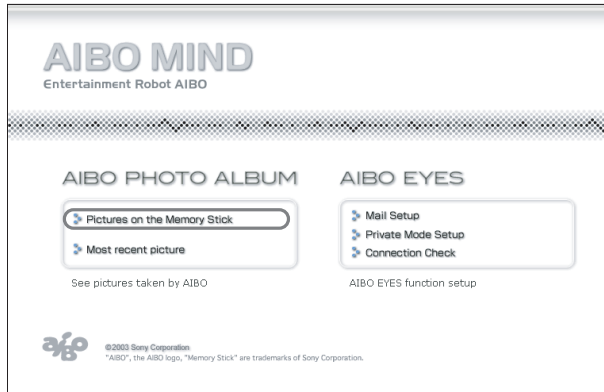 AIBO MIND
Entertainment Robot AIBO
AIBO PHOTO ALBUM
Pictures on the Memory Stick
Most recent picture
See pictures taken by AIBO
AIBO EYES
Mail Setup
Private Mode Setup
Connection Check
AIBO EYES function setup
aibo
©2003 Sony Corporation
"AIBO", the AIBO logo, "Memory Stick" are trademarks of Sony Corporation.